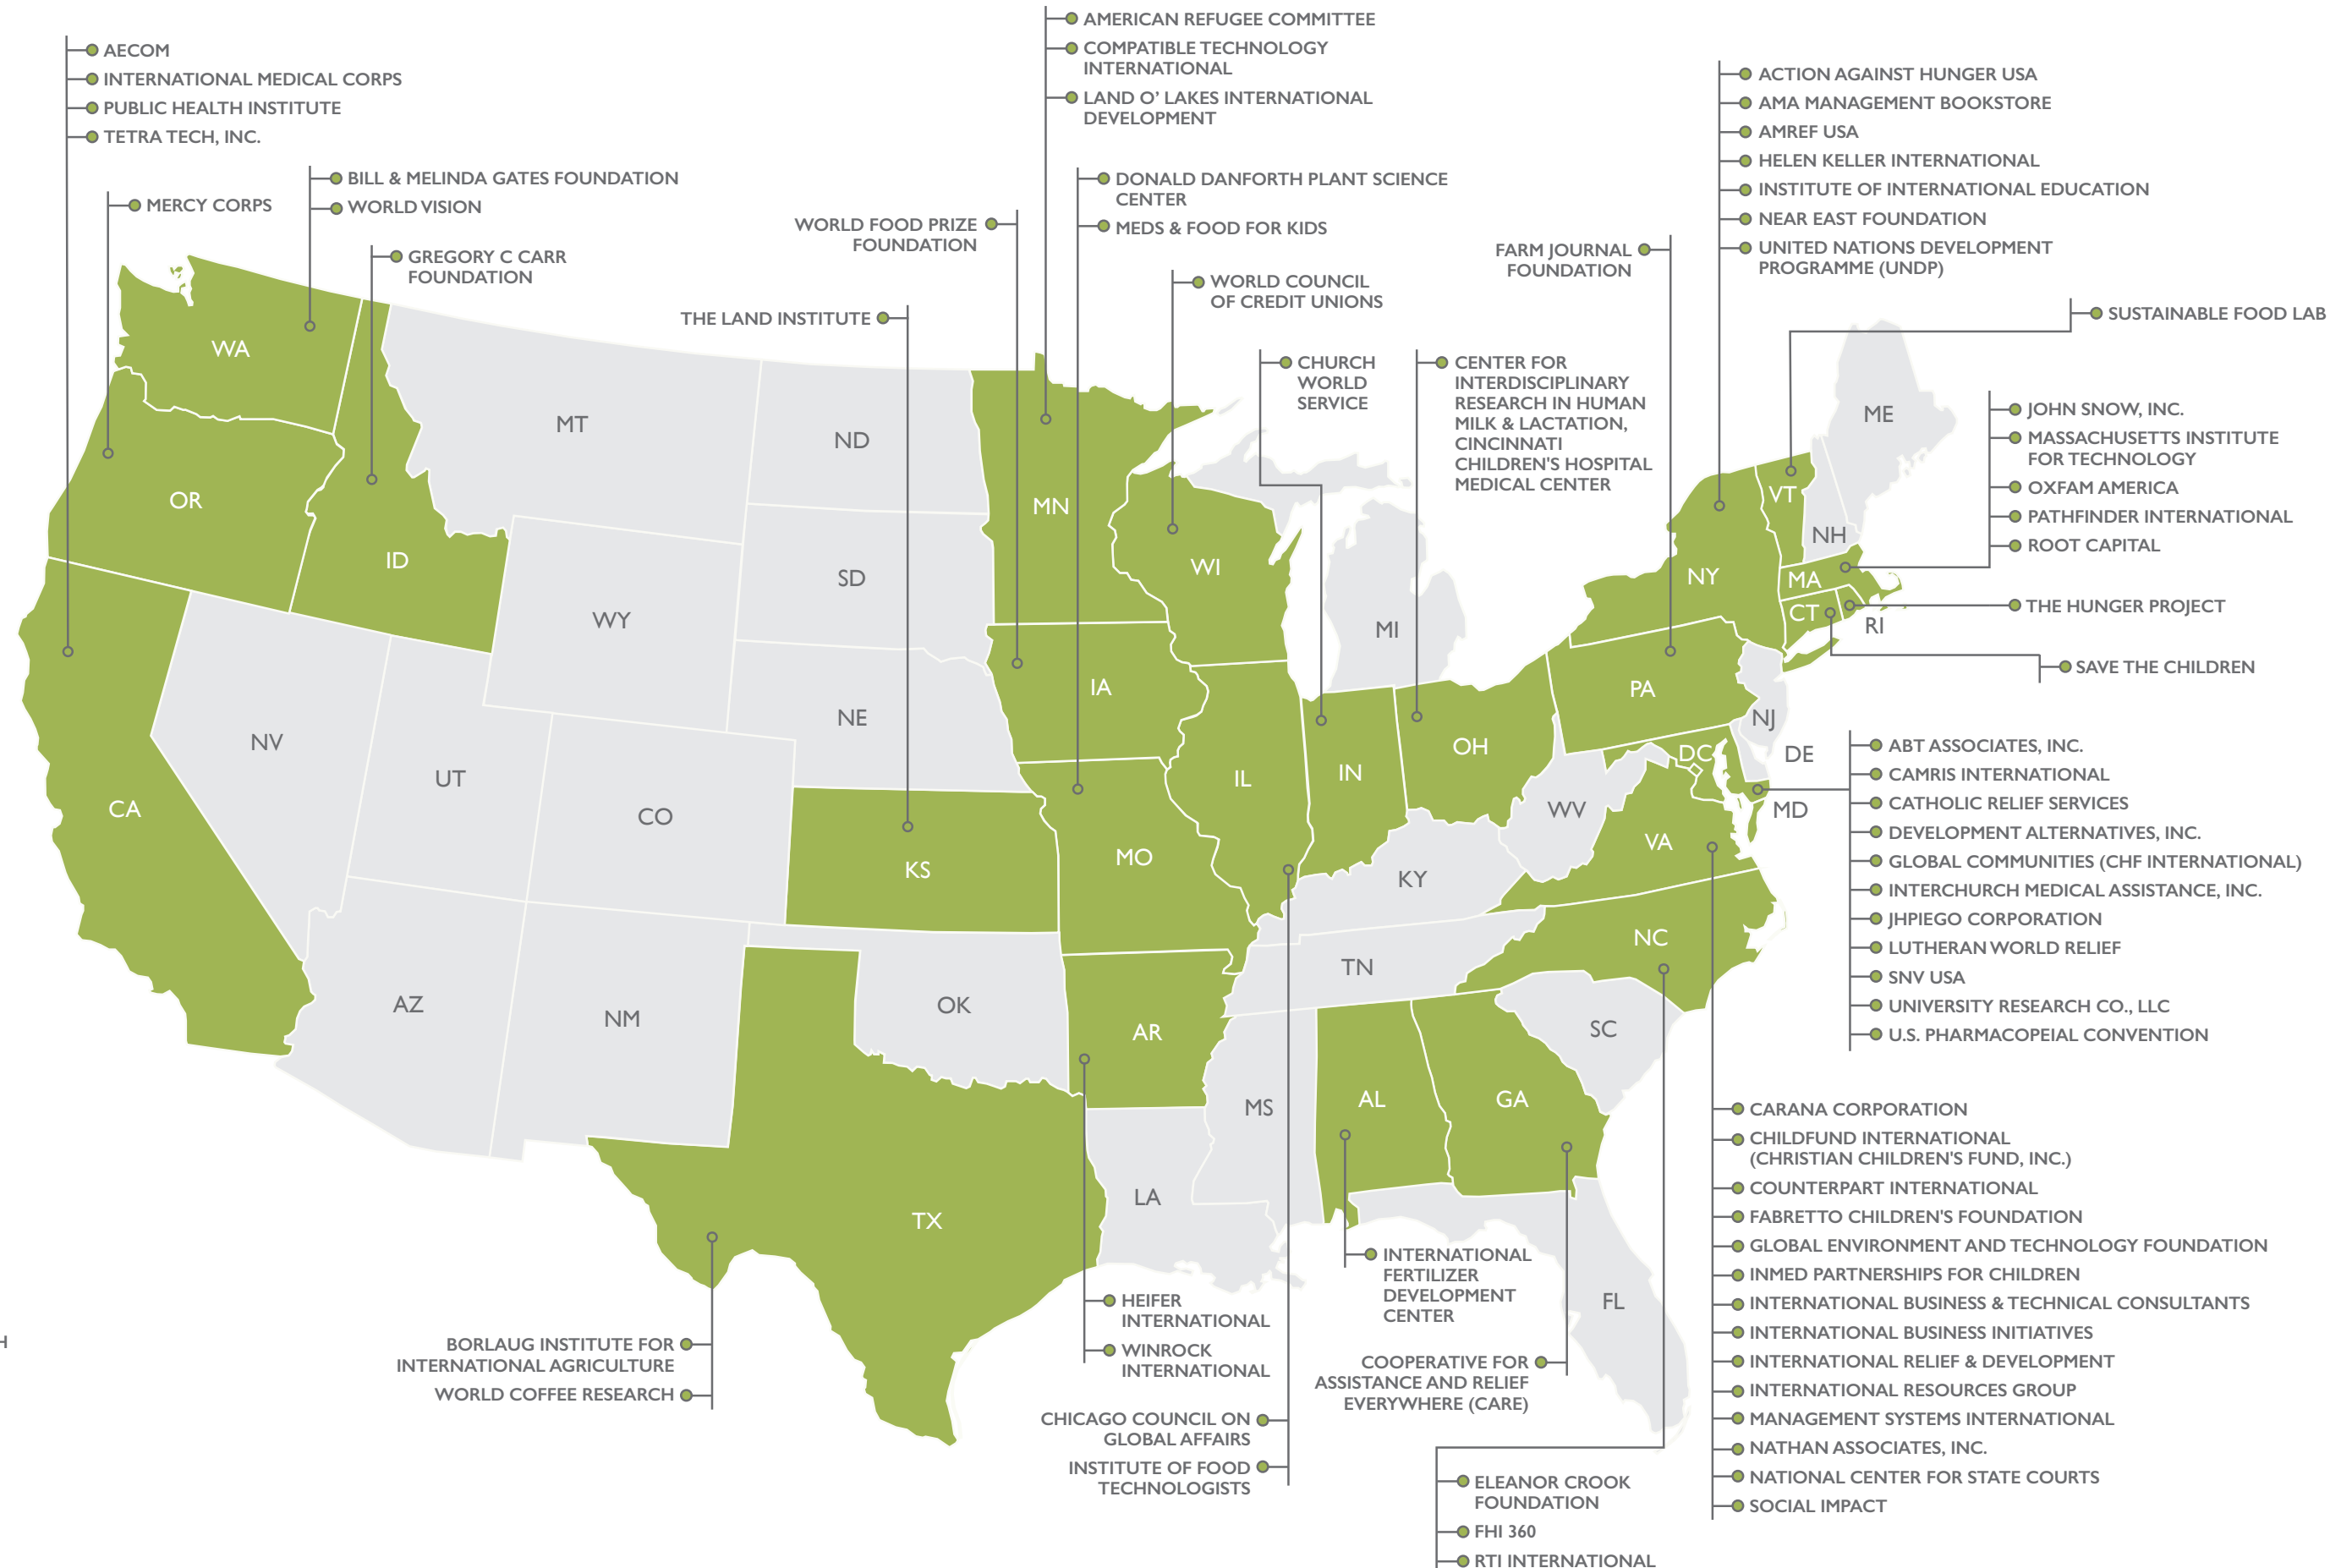 AECOM
INTERNATIONAL MEDICAL CORPS
PUBLIC HEALTH INSTITUTE
TETRA TECH, INC.
MERCY CORPS
BILL & MELINDA GATES FOUNDATION
WORLD VISION
GREGORY C CARR
FOUNDATION
THE LAND INSTITUTE
WORLD FOOD PRIZE
FOUNDATION
AMERICAN REFUGEE COMMITTEE
COMPATIBLE TECHNOLOGY
INTERNATIONAL
LAND O' LAKES INTERNATIONAL
DEVELOPMENT
DONALD DANFORTH PLANT SCIENCE
CENTER
MEDS & FOOD FOR KIDS
WORLD COUNCIL
OF CREDIT UNIONS
CHURCH
WORLD
SERVICE
CENTER FOR
INTERDISCIPLINARY
RESEARCH IN HUMAN
MILK & LACTATION,
CINCINNATI
CHILDREN'S HOSPITAL
MEDICAL CENTER
FARM JOURNAL
FOUNDATION
ACTION AGAINST HUNGER USA
AMA MANAGEMENT BOOKSTORE
AMREF USA
HELEN KELLER INTERNATIONAL
INSTITUTE OF INTERNATIONAL EDUCATION
NEAR EAST FOUNDATION
UNITED NATIONS DEVELOPMENT
PROGRAMME (UNDP)
SUSTAINABLE FOOD LAB
JOHN SNOW, INC.
MASSACHUSETTS INSTITUTE
FOR TECHNOLOGY
OXFAM AMERICA
PATHFINDER INTERNATIONAL
ROOT CAPITAL
THE HUNGER PROJECT
SAVE THE CHILDREN
ABT ASSOCIATES, INC.
CAMRIS INTERNATIONAL
CATHOLIC RELIEF SERVICES
DEVELOPMENT ALTERNATIVES, INC.
GLOBAL COMMUNITIES (CHF INTERNATIONAL)
INTERCHURCH MEDICAL ASSISTANCE, INC.
JHPIEGO CORPORATION
LUTHERAN WORLD RELIEF
SNV USA
UNIVERSITY RESEARCH CO., LLC
U.S. PHARMACOPEIAL CONVENTION
WA
OR
ID
MT
ND
SD
WY
NE
MN
WI
MI
IA
NV
UT
CO
CA
KS
MO
IL
IN
OH
PA
NY
VT
NH
ME
MA
CT
RI
NJ
DE
DC
MD
WV
VA
KY
NC
TN
AZ
NM
OK
AR
SC
MS
AL
GA
LA
TX
FL
CARANA CORPORATION
CHILDFUND INTERNATIONAL
(CHRISTIAN CHILDREN'S FUND, INC.)
COUNTERPART INTERNATIONAL
FABRETTO CHILDREN'S FOUNDATION
GLOBAL ENVIRONMENT AND TECHNOLOGY FOUNDATION
INMED PARTNERSHIPS FOR CHILDREN
INTERNATIONAL BUSINESS & TECHNICAL CONSULTANTS
INTERNATIONAL BUSINESS INITIATIVES
INTERNATIONAL RELIEF & DEVELOPMENT
INTERNATIONAL RESOURCES GROUP
MANAGEMENT SYSTEMS INTERNATIONAL
NATHAN ASSOCIATES, INC.
NATIONAL CENTER FOR STATE COURTS
SOCIAL IMPACT
H
BORLAUG INSTITUTE FOR
INTERNATIONAL AGRICULTURE
WORLD COFFEE RESEARCH
HEIFER
INTERNATIONAL
WINROCK
INTERNATIONAL
CHICAGO COUNCIL ON
GLOBAL AFFAIRS
INSTITUTE OF FOOD
TECHNOLOGISTS
INTERNATIONAL
FERTILIZER
DEVELOPMENT
CENTER
COOPERATIVE FOR
ASSISTANCE AND RELIEF
EVERYWHERE (CARE)
ELEANOR CROOK
FOUNDATION
FHI 360
RTI INTERNATIONAL